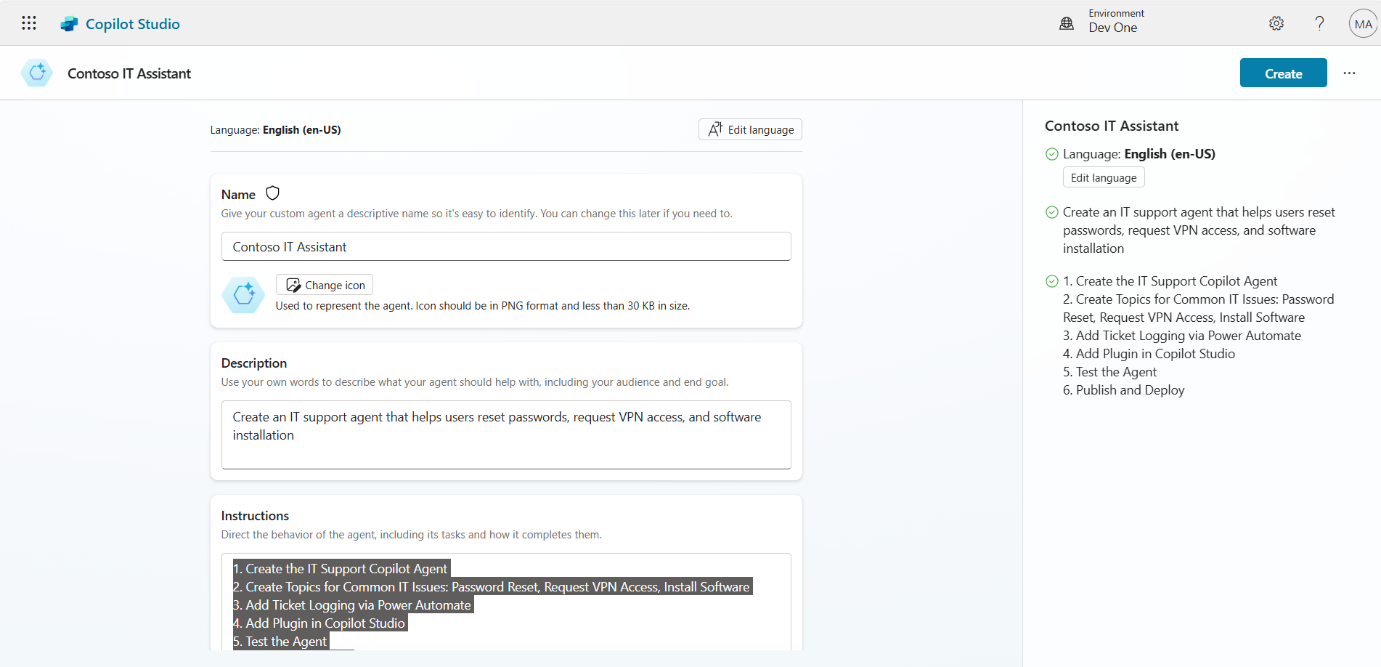 Copilot Studio
Environment
Dev One
?
MA
Contoso IT Assistant
Create
...
Language: English (en-US)
Edit language
Name
Give your custom agent a descriptive name so it's easy to identify. You can change this later if you need to.
Contoso IT Assistant
Change icon
Used to represent the agent. Icon should be in PNG format and less than 30 KB in size.
Description
Use your own words to describe what your agent should help with, including your audience and end goal.
Create an IT support agent that helps users reset passwords, request VPN access, and software
installation
Instructions
Direct the behavior of the agent, including its tasks and how it completes them.
1. Create the IT Support Copilot Agent
2. Create Topics for Common IT Issues: Password Reset, Request VPN Access, Install Software
3. Add Ticket Logging via Power Automate
4. Add Plugin in Copilot Studio
5. Test the Agent
Contoso IT Assistant
Language: English (en-US)
Edit language
Create an IT support agent that helps users reset
passwords, request VPN access, and software
installation
1. Create the IT Support Copilot Agent
2. Create Topics for Common IT Issues: Password
Reset, Request VPN Access, Install Software
3. Add Ticket Logging via Power Automate
4. Add Plugin in Copilot Studio
5. Test the Agent
6. Publish and Deploy